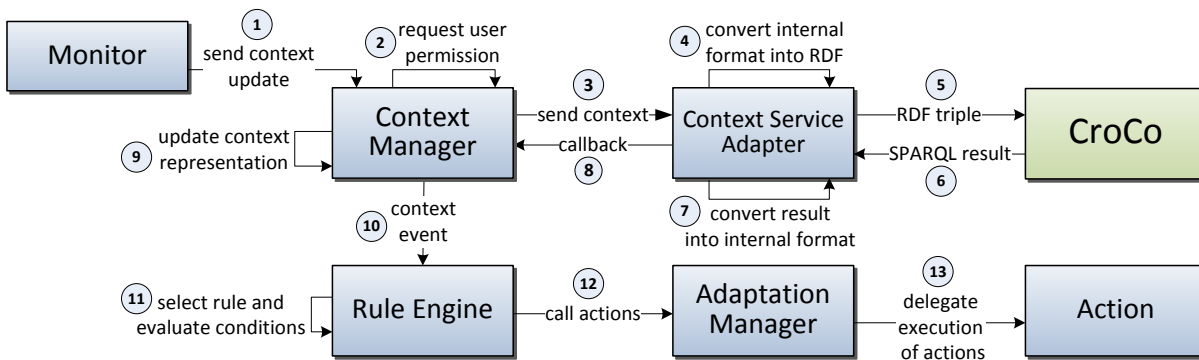 1
Monitor
send context
update
2
request user
permission
4
convert internal
format into RDF
3
send context
5
RDF triple
Context
Manager
Context Service
Adapter
CroCo
9
update context
representation
callback
8
SPARQL result
6
10
context
event
7
convert result
into internal format
11
select rule and
evaluate conditions
Rule Engine
12
call actions
Adaptation
Manager
13
delegate
execution
of actions
Action